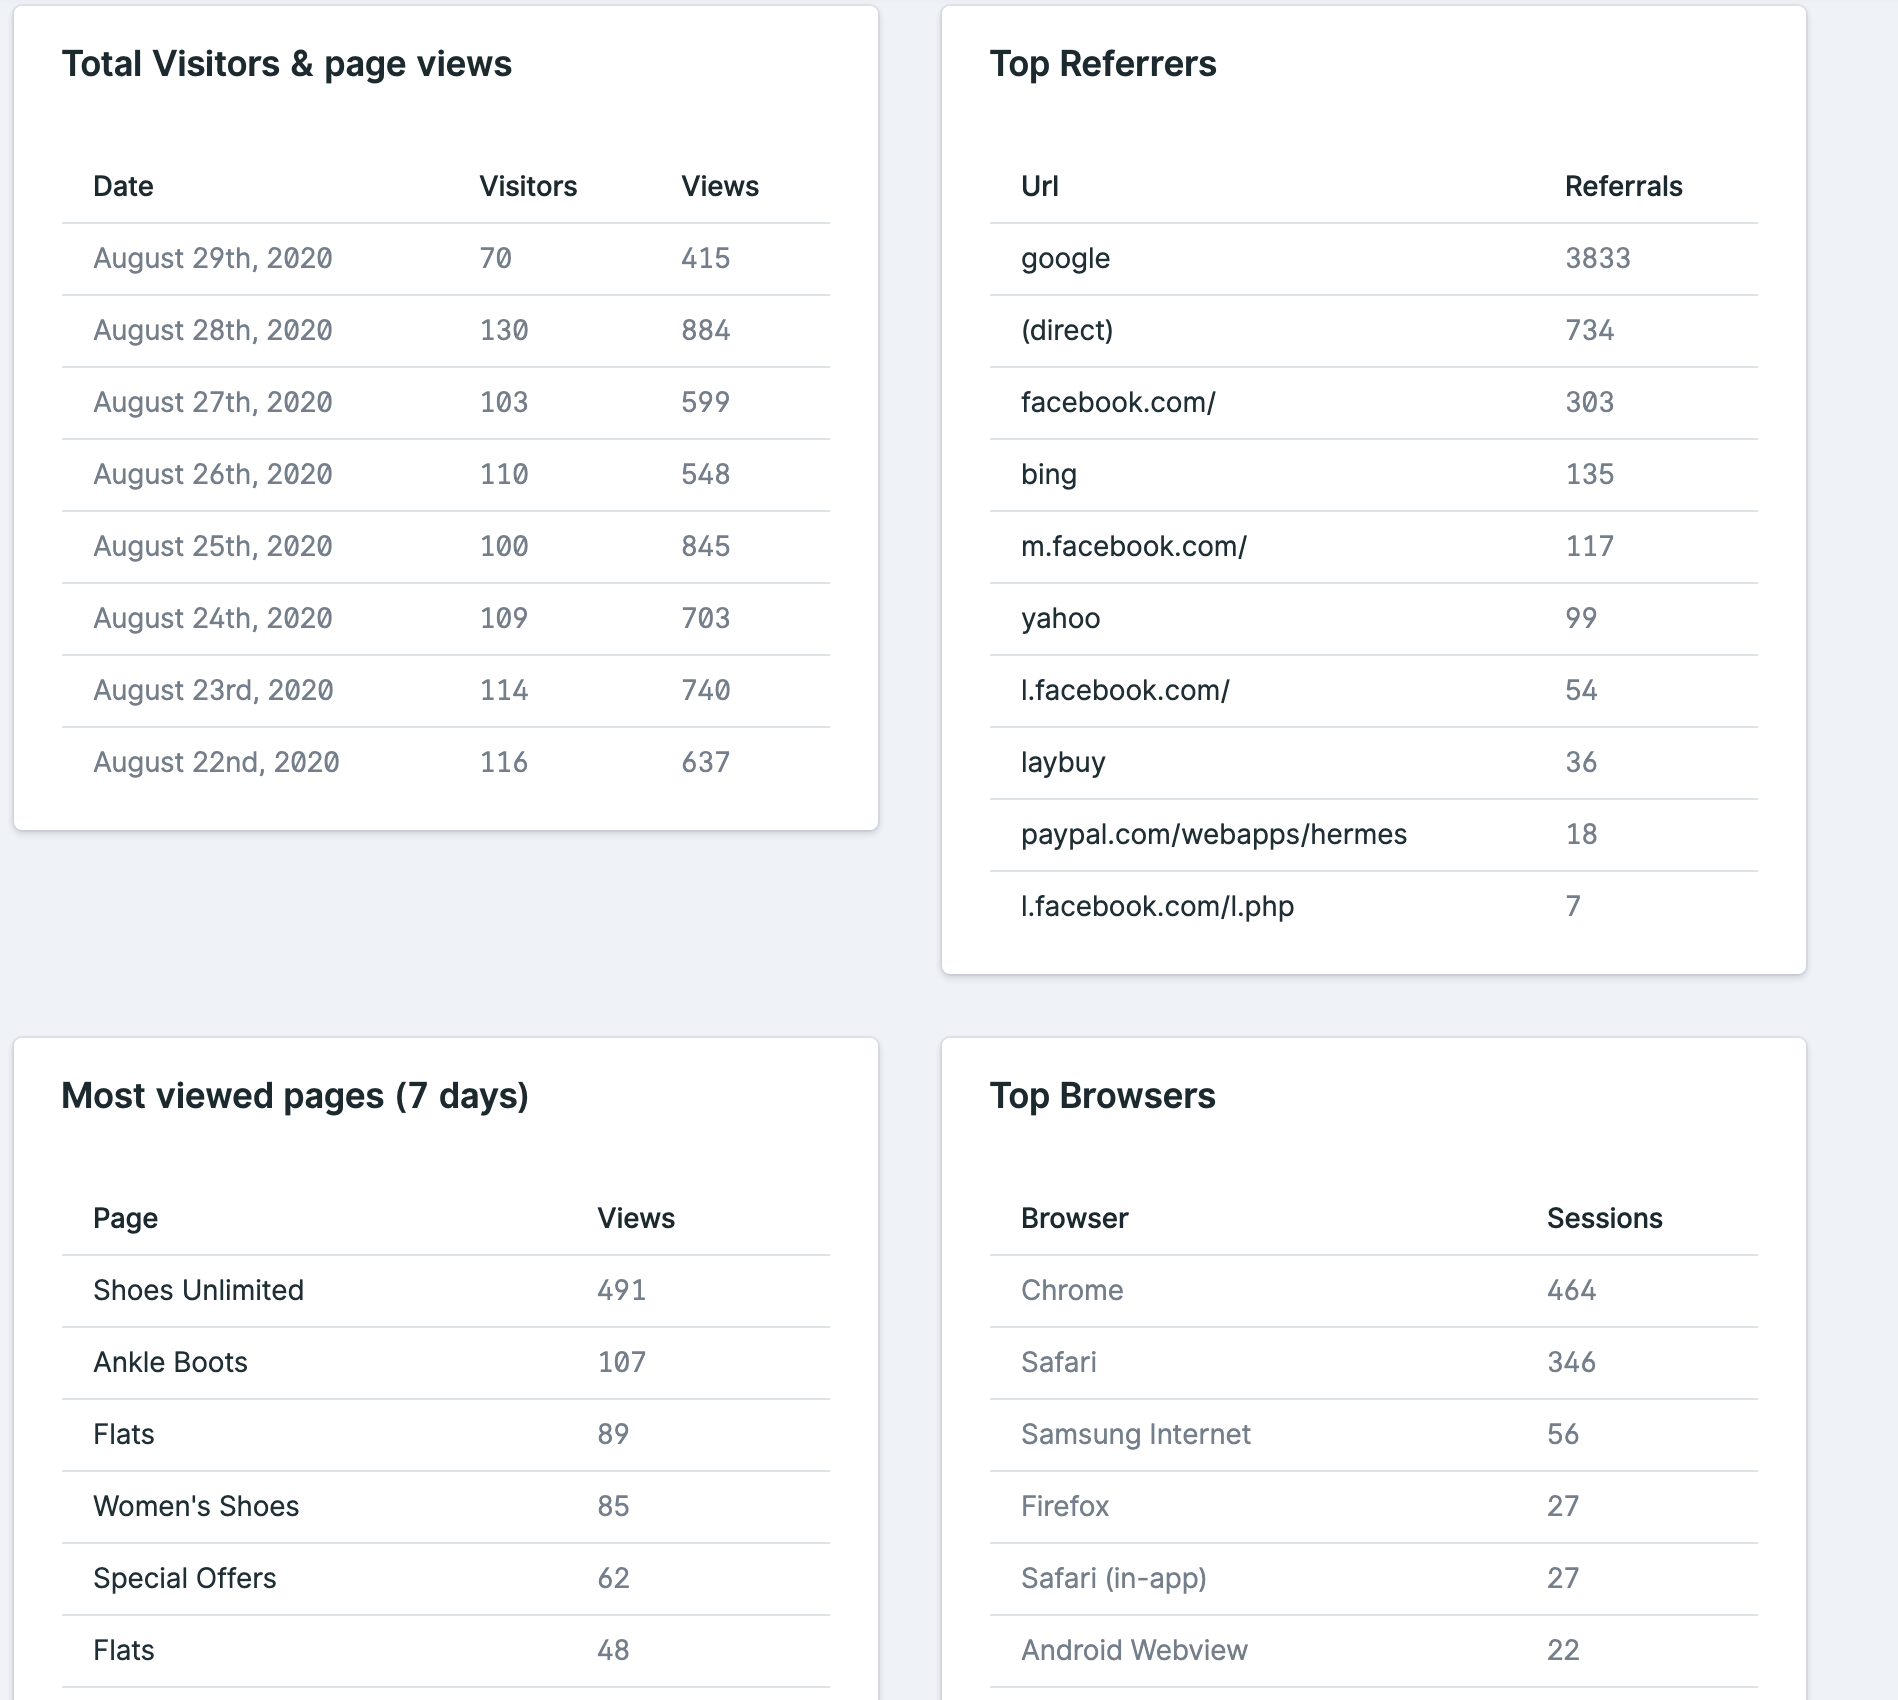 Total Visitors & page views
Date Visitors Views
August 29th, 2020 70 415
August 28th, 2020 130 884
August 27th, 2020 103 599
August 26th, 2020 110 548
August 25th, 2020 100 845
August 24th, 2020 109 703
August 23rd, 2020 114 740
August 22nd, 2020 116 637
Top Referrers
Url Referrals
google 3833
(direct) 734
facebook.com/ 303
bing 135
m.facebook.com/ 117
yahoo 99
l.facebook.com/ 54
laybuy 36
paypal.com/webapps/hermes 18
l.facebook.com/l.php 7
Most viewed pages (7 days)
Page Views
Shoes Unlimited 491
Ankle Boots 107
Flats 89
Women's Shoes 85
Special Offers 62
Flats 48
Top Browsers
Browser Sessions
Chrome 464
Safari 346
Samsung Internet 56
Firefox 27
Safari (in-app) 27
Android Webview 22